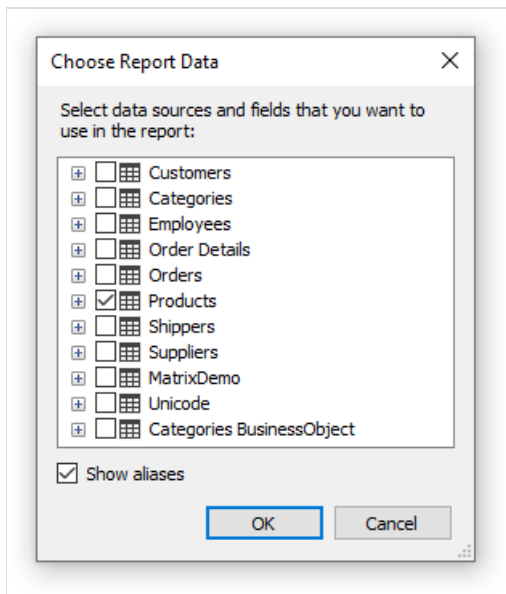 Choose Report Data
Select data sources and fields that you want to
use in the report:
Customers
Categories
Employees
Order Details
Orders
Products
Shippers
Suppliers
MatrixDemo
Unicode
Categories BusinessObject
Show aliases
OK
Cancel